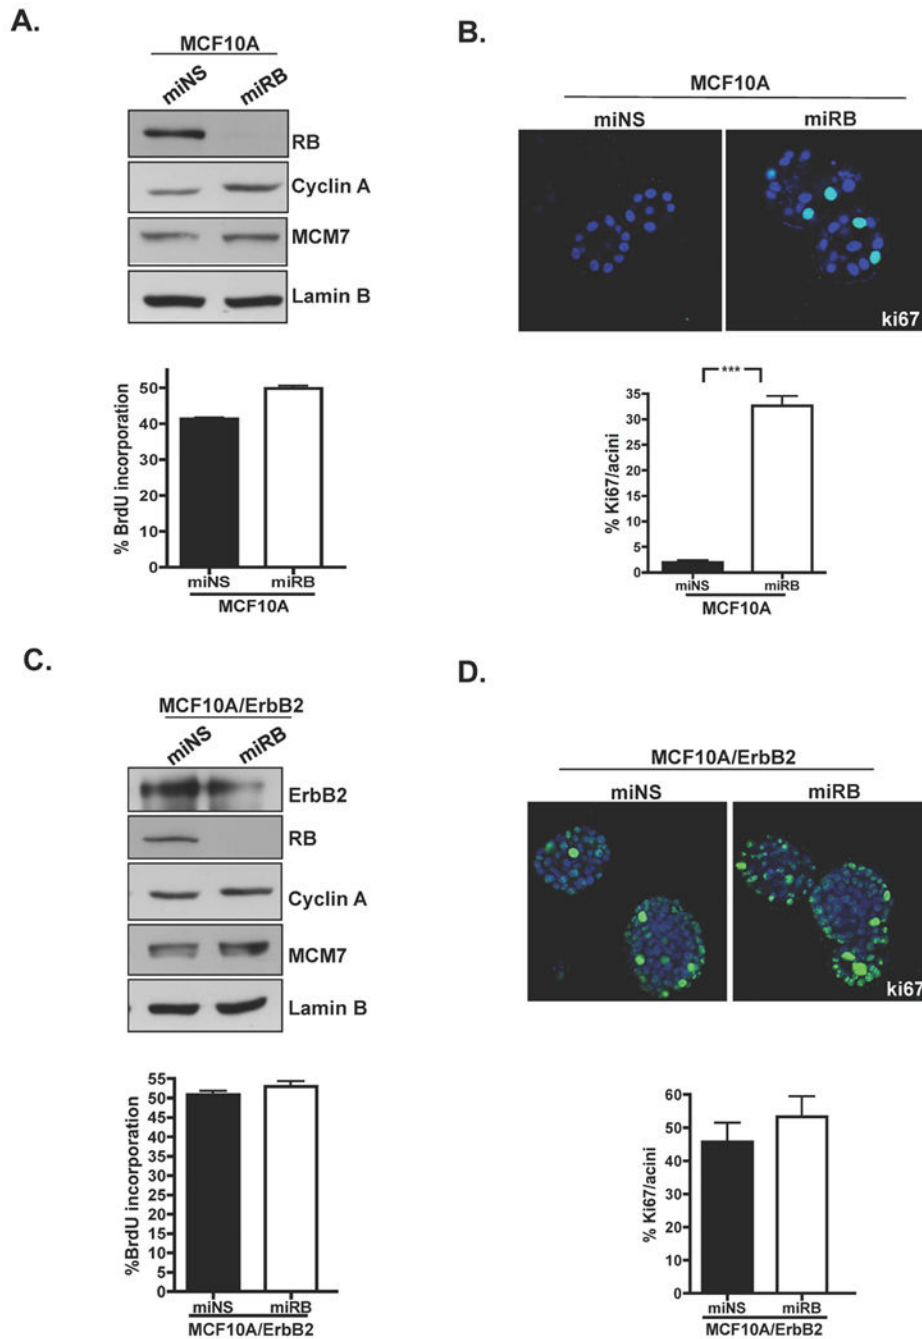 A.
MCF10A
miNS miRB
RB
Cyclin A
MCM7
Lamin B
% BrdU incorporation
50
40
30
20
10
0
miNS miRB
MCF10A
B.
MCF10A
miNS miRB
ki67
***
% Ki67/acini
35
30
25
20
15
10
5
0
miNS miRB
MCF10A
C.
MCF10A/ErbB2
miNS miRB
ErbB2
RB
Cyclin A
MCM7
Lamin B
%BrdU incorporation
55
50
45
40
35
30
25
20
15
10
5
0
miNS miRB
MCF10A/ErbB2
D.
MCF10A/ErbB2
miNS miRB
ki67
% Ki67/acini
60
50
40
30
20
10
0
miNS miRB
MCF10A/ErbB2